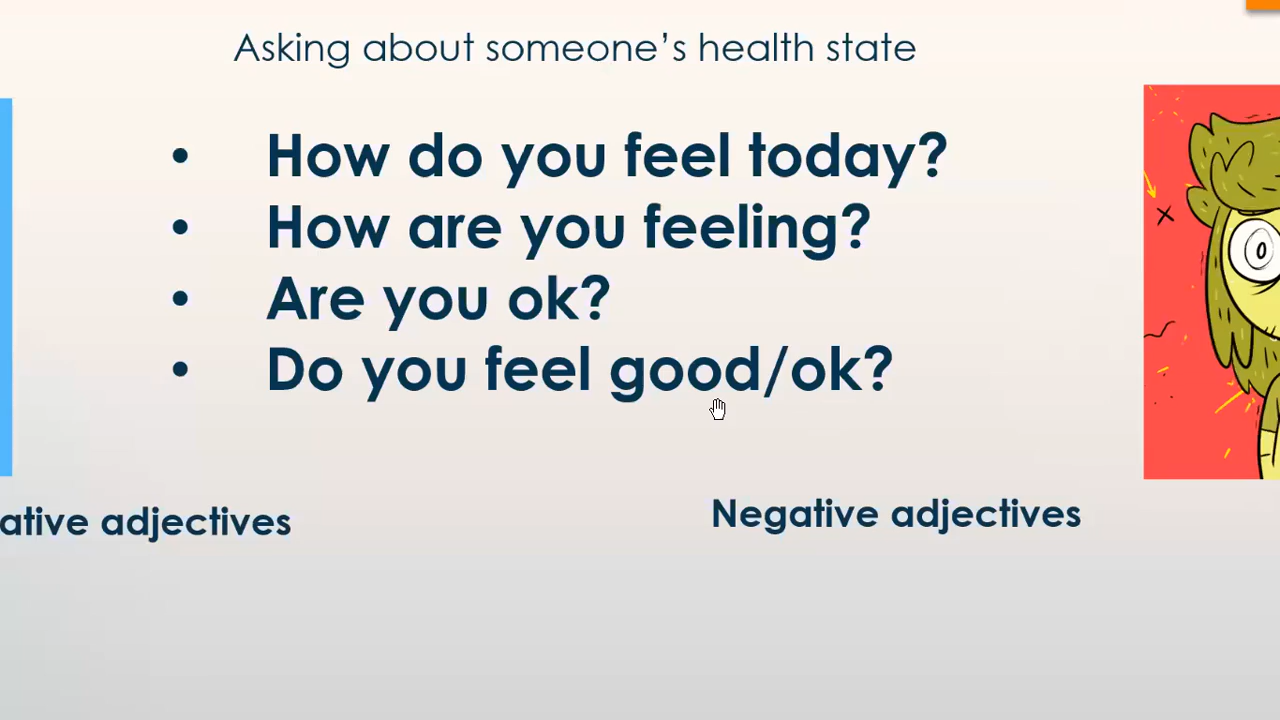 Asking about someone’s health state
• How do you feel today?
• How are you feeling?
• Are you ok?
• Do you feel good/ok?
ative adjectives
Negative adjectives